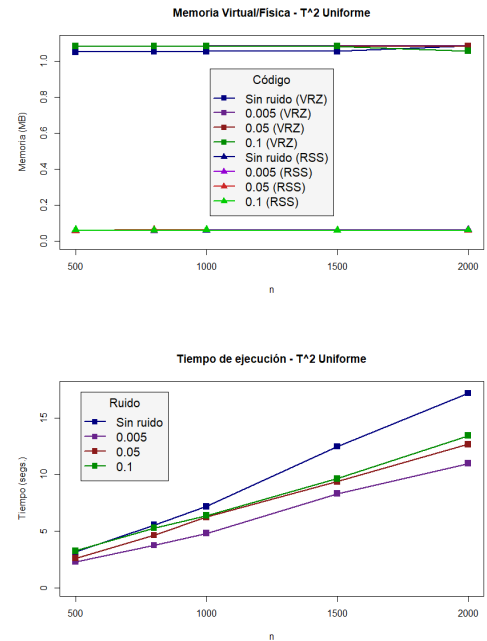 Memoria Virtual/Física - T^2 Uniforme
Memoria (MB)
1.0
0.8
0.6
0.4
0.2
0.0
Código
Sin ruido (VRZ)
0.005 (VRZ)
0.05 (VRZ)
0.1 (VRZ)
Sin ruido (RSS)
0.005 (RSS)
0.05 (RSS)
0.1 (RSS)
500 1000 1500 2000
n
Tiempo de ejecución - T^2 Uniforme
Tiempo (segs.)
15
10
5
0
Ruido
Sin ruido
0.005
0.05
0.1
500 1000 1500 2000
n